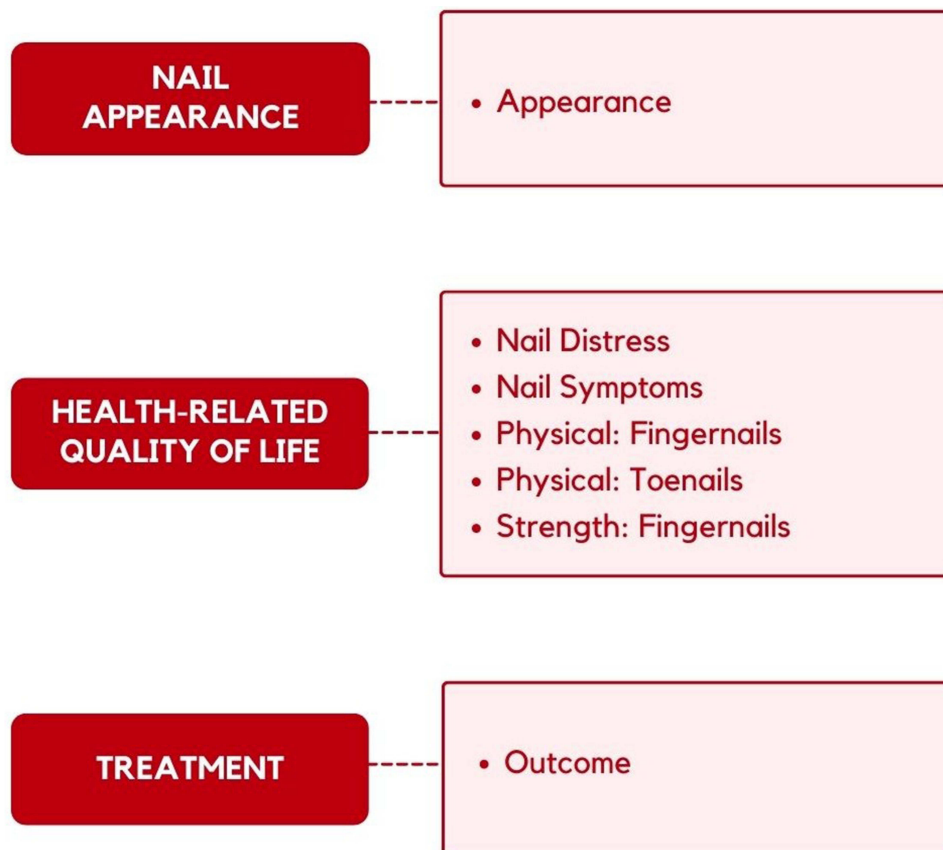 NAIL
APPEARANCE
• Appearance
HEALTH-RELATED
QUALITY OF LIFE
• Nail Distress
• Nail Symptoms
• Physical: Fingernails
• Physical: Toenails
• Strength: Fingernails
TREATMENT
• Outcome